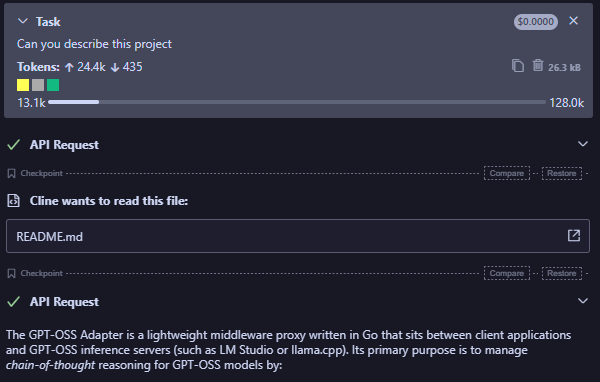 Task $0.0000
Can you describe this project
Tokens: ↑ 24.4k ↓ 435 26.3 kB
13.1k 128.0k
API Request
Checkpoint Compare Restore
Cline wants to read this file:
README.md
Checkpoint Compare Restore
API Request
The GPT-OSS Adapter is a lightweight middleware proxy written in Go that sits between client applications
and GPT-OSS inference servers (such as LM Studio or llama.cpp). Its primary purpose is to manage
chain-of-thought reasoning for GPT-OSS models by: